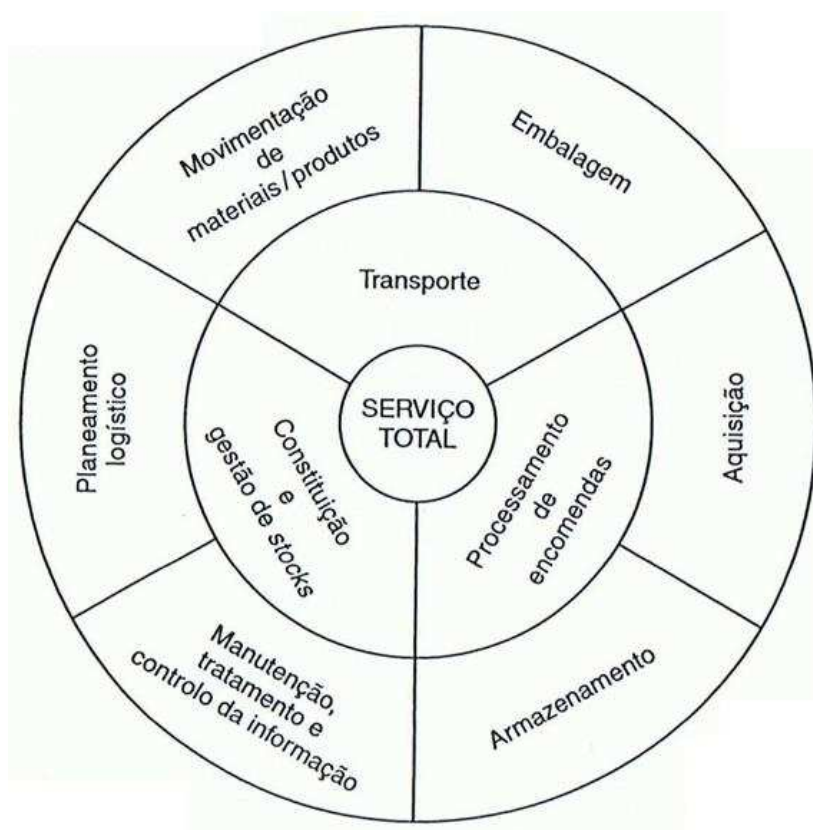 Movimentação
de
materiais/produtos
Embalagem
Transporte
Planeamento
logístico
SERVIÇO
TOTAL
Aquisição
Constituição
e
gestão de stocks
Processamento
de
encomendas
Manutenção,
tratamento e
controlo da informação
Armazenamento